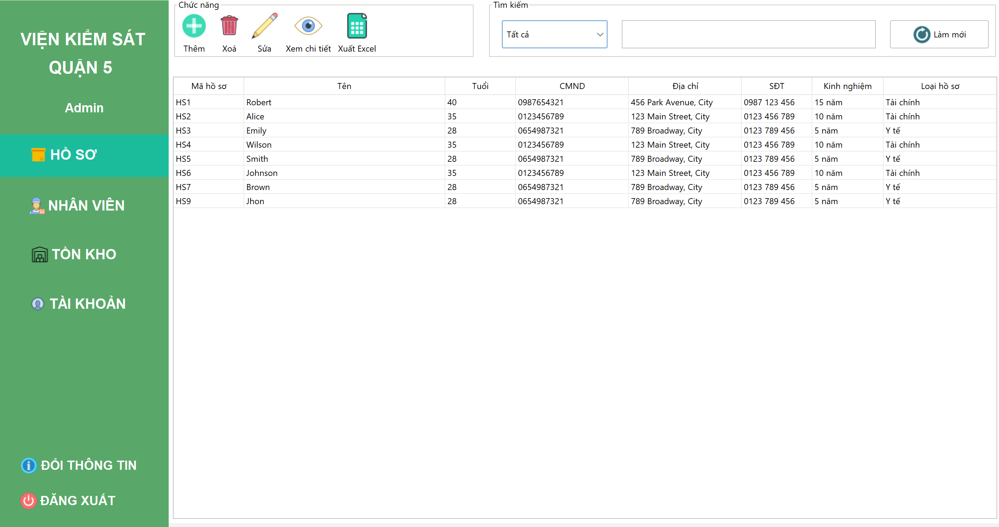 VIỆN KIỂM SÁT
QUẬN 5
Admin
HỒ SƠ
NHÂN VIÊN
TỒN KHO
TÀI KHOẢN
ĐỔI THÔNG TIN
ĐĂNG XUẤT
Chức năng
Thêm Xoá Sửa Xem chi tiết Xuất Excel
Tìm kiếm
Tất cả Làm mới
Mã hồ sơ Tên Tuổi CMND Địa chỉ SĐT Kinh nghiệm Loại hồ sơ
HS1 Robert 40 0987654321 456 Park Avenue, City 0987 123 456 15 năm Tài chính
HS2 Alice 35 0123456789 123 Main Street, City 0123 456 789 10 năm Tài chính
HS3 Emily 28 0654987321 789 Broadway, City 0123 789 456 5 năm Y tế
HS4 Wilson 35 0123456789 123 Main Street, City 0123 456 789 10 năm Tài chính
HS5 Smith 28 0654987321 789 Broadway, City 0123 789 456 5 năm Y tế
HS6 Johnson 35 0123456789 123 Main Street, City 0123 456 789 10 năm Tài chính
HS7 Brown 28 0654987321 789 Broadway, City 0123 789 456 5 năm Y tế
HS9 Jhon 28 0654987321 789 Broadway, City 0123 789 456 5 năm Y tế